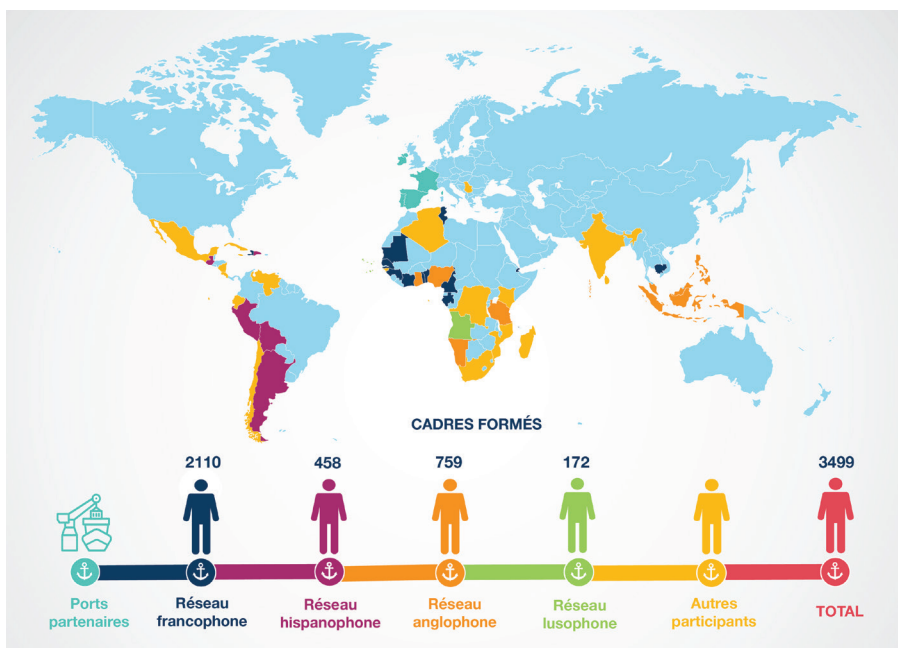 CADRES FORMÉS
2110
458
759
172
3499
Ports
partenaires
Réseau
francophone
Réseau
hispanophone
Réseau
anglophone
Réseau
lusophone
Autres
participants
TOTAL